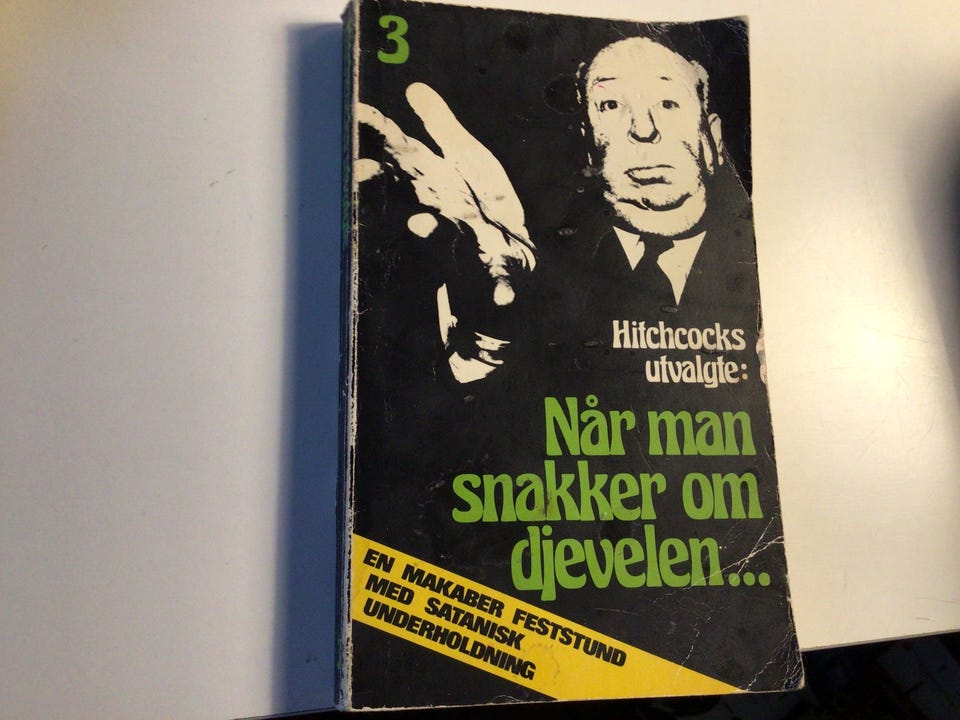 3
Hitchcocks
utvalgte:
Når man
snakker om
djevelen...
EN MAKABER FESTSTUND
MED SATANISK
UNDERHOLDNING